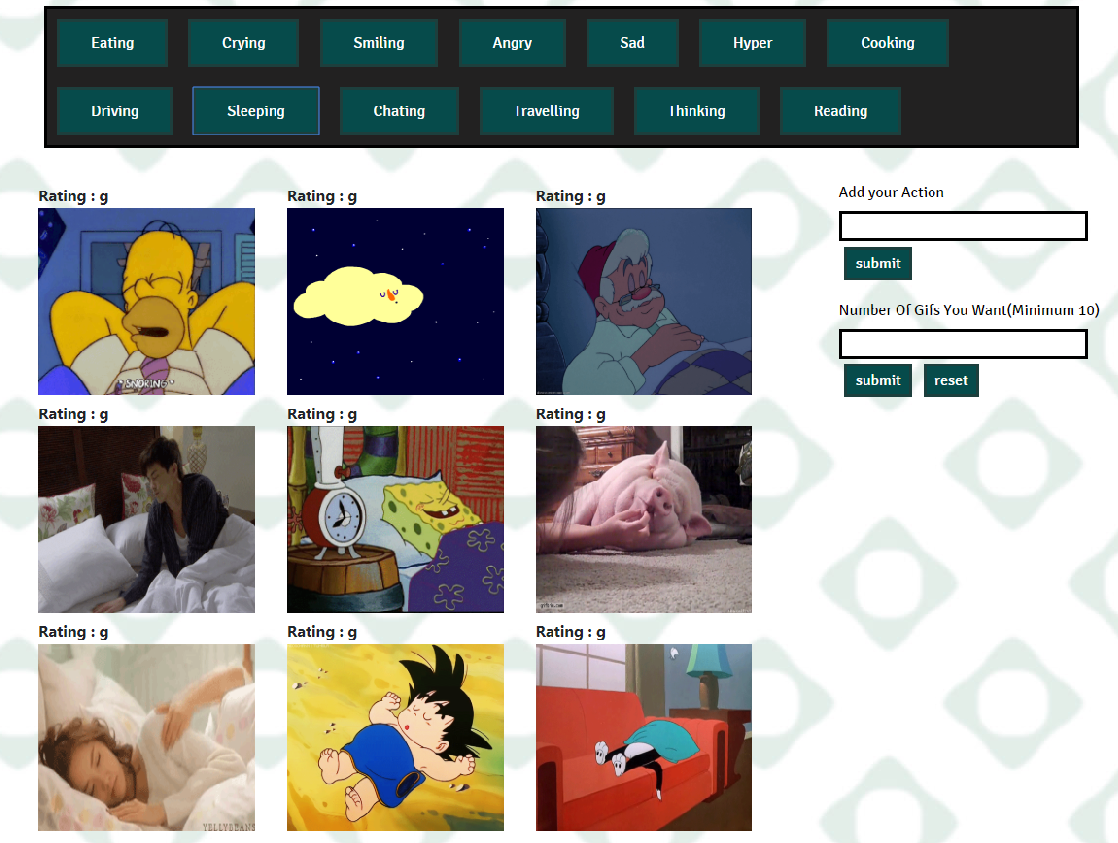 Eating Crying Smiling Angry Sad Hyper Cooking
Driving Sleeping Chating Travelling Thinking Reading
Rating : g Rating : g Rating : g
*SNORING*
Add your Action
submit
Number Of Gifs You Want(Minimum 10)
submit reset
Rating : g Rating : g Rating : g
Rating : g Rating : g Rating : g
YELLYBEANS